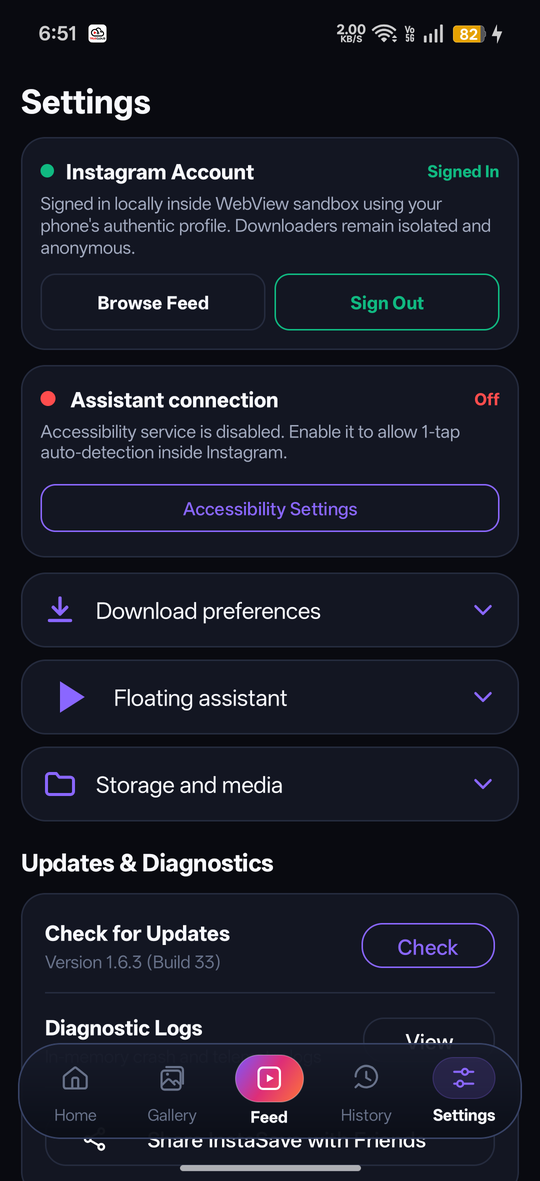 6:51
2.00 KB/S Vo 5G 82
Settings
Instagram Account
Signed In
Signed in locally inside WebView sandbox using your
phone's authentic profile. Downloaders remain isolated and
anonymous.
Browse Feed
Sign Out
Assistant connection
Off
Accessibility service is disabled. Enable it to allow 1-tap
auto-detection inside Instagram.
Accessibility Settings
Download preferences
Floating assistant
Storage and media
Updates & Diagnostics
Check for Updates
Version 1.6.3 (Build 33)
Check
Diagnostic Logs
View
Home
Gallery
Feed
History
Settings
Share InstaSave with Friends